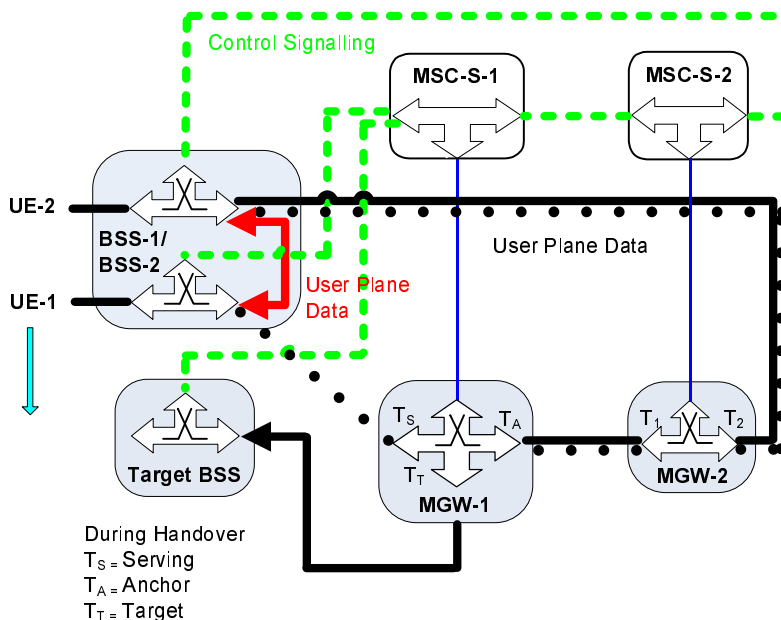 Control Signalling
MSC-S-1
MSC-S-2
UE-2
BSS-1/
BSS-2
User Plane Data
User Plane
Data
UE-1
TS
TA
TT
MGW-1
T1
T2
MGW-2
Target BSS
During Handover
TS = Serving
TA = Anchor
TT = Target